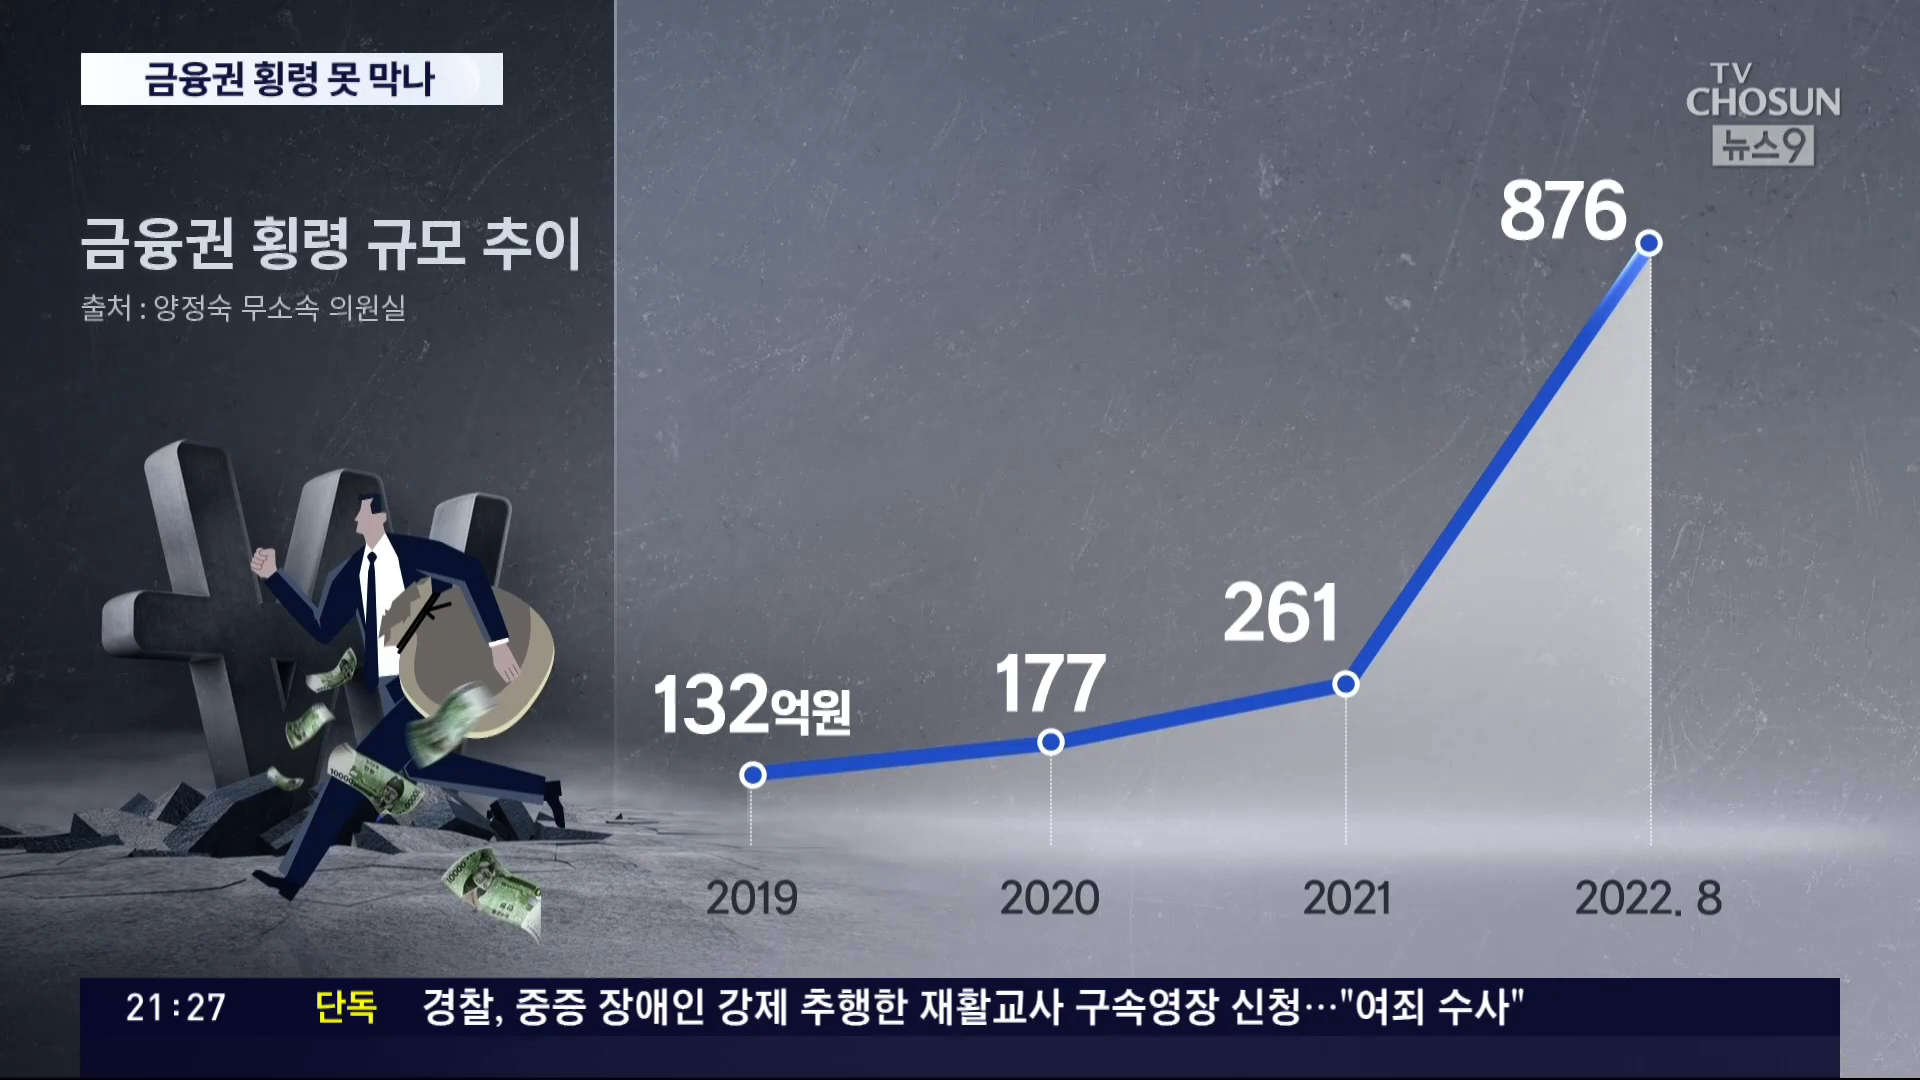 금융권 횡령 못 막나
TV
CHOSUN
뉴스9
금융권 횡령 규모 추이
출처 : 양정숙 무소속 의원실
132억원
177
261
876
2019
2020
2021
2022. 8
21:27 단독 경찰, 중증 장애인 강제 추행한 재활교사 구속영장 신청…"여죄 수사"